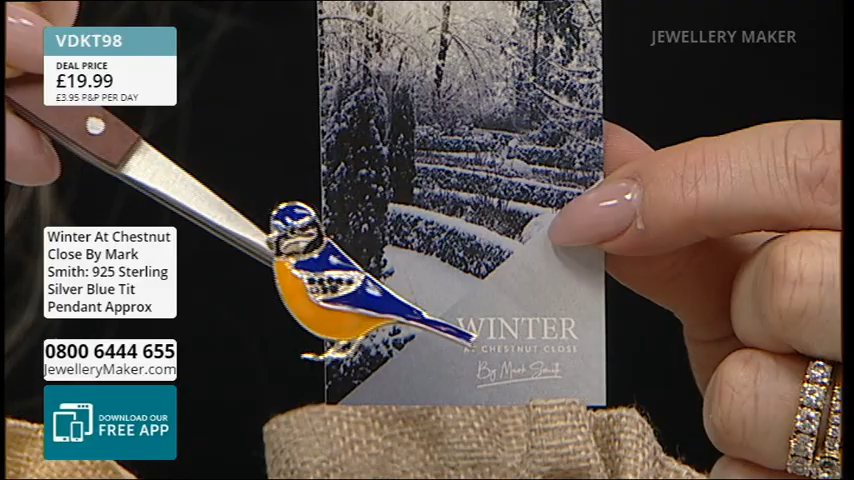 VDKT98
DEAL PRICE
£19.99
£3.95 P&P PER DAY
Winter At Chestnut
Close By Mark
Smith: 925 Sterling
Silver Blue Tit
Pendant Approx
0800 6444 655
JewelleryMaker.com
DOWNLOAD OUR
FREE APP
JEWELLERY MAKER
WINTER
AT CHESTNUT CLOSE
By Mark Smith